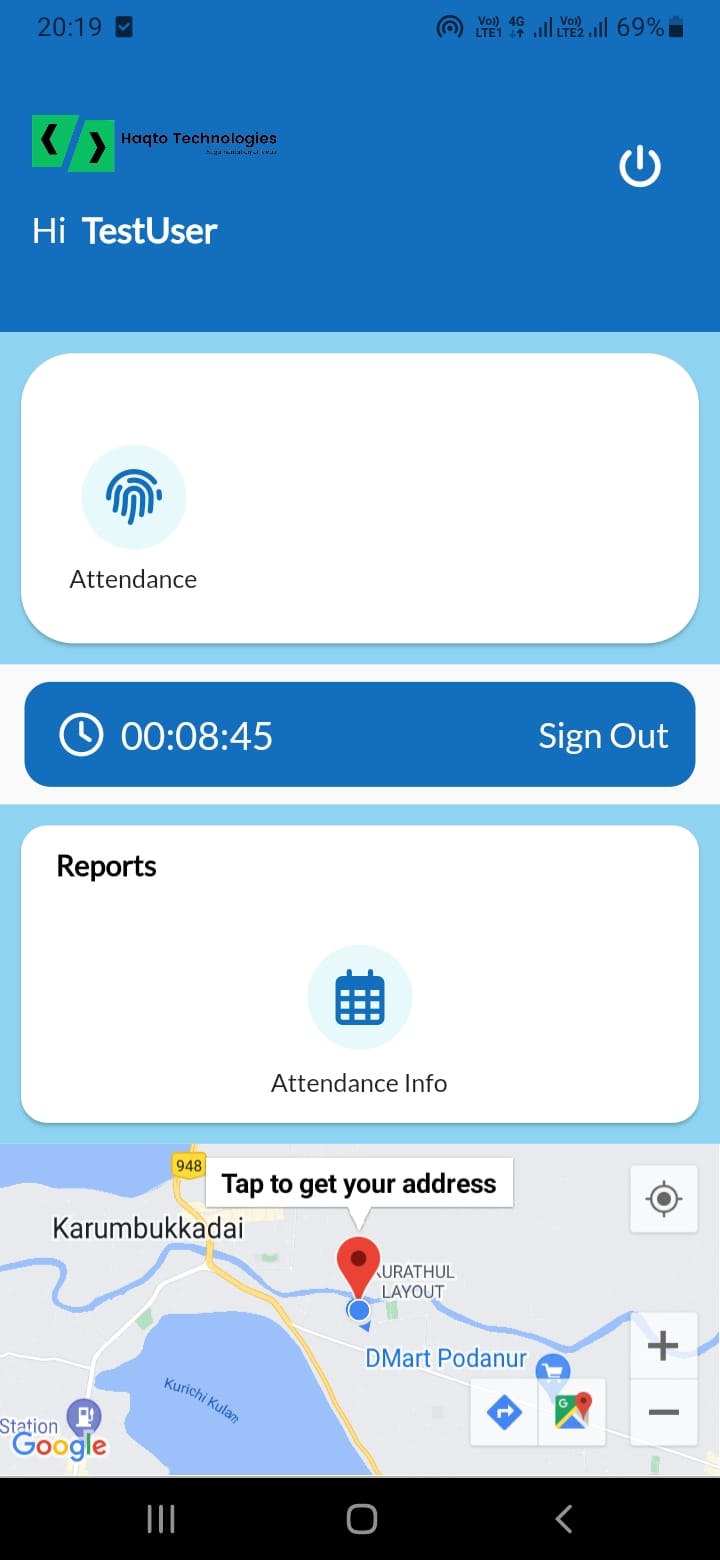 20:19 Vo)) LTE1 4G Vo)) LTE2 69%
Haqto Technologies
Hi TestUser
Attendance
00:08:45 Sign Out
Reports
Attendance Info
948
Tap to get your address
Karumbukkadai
URATHUL
LAYOUT
DMart Podanur
Kurichi Kulam
Station
Google
G